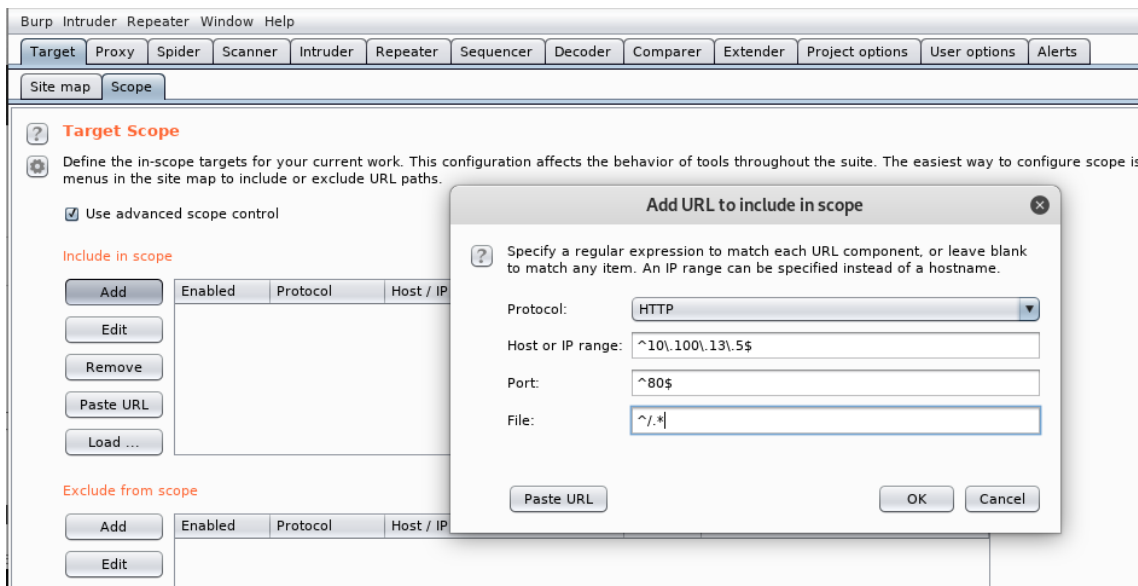 Burp Intruder Repeater Window Help
Target Proxy Spider Scanner Intruder Repeater Sequencer Decoder Comparer Extender Project options User options Alerts
Site map Scope
? Target Scope
Define the in-scope targets for your current work. This configuration affects the behavior of tools throughout the suite. The easiest way to configure scope is
menus in the site map to include or exclude URL paths.
Use advanced scope control
Include in scope
Add Enabled Protocol Host / IP
Edit
Remove
Paste URL
Load ...
Exclude from scope
Add Enabled Protocol Host / IP
Edit
Add URL to include in scope
? Specify a regular expression to match each URL component, or leave blank
to match any item. An IP range can be specified instead of a hostname.
Protocol: HTTP
Host or IP range: ^10\.100\.13\.5$
Port: ^80$
File: ^/.*
Paste URL OK Cancel